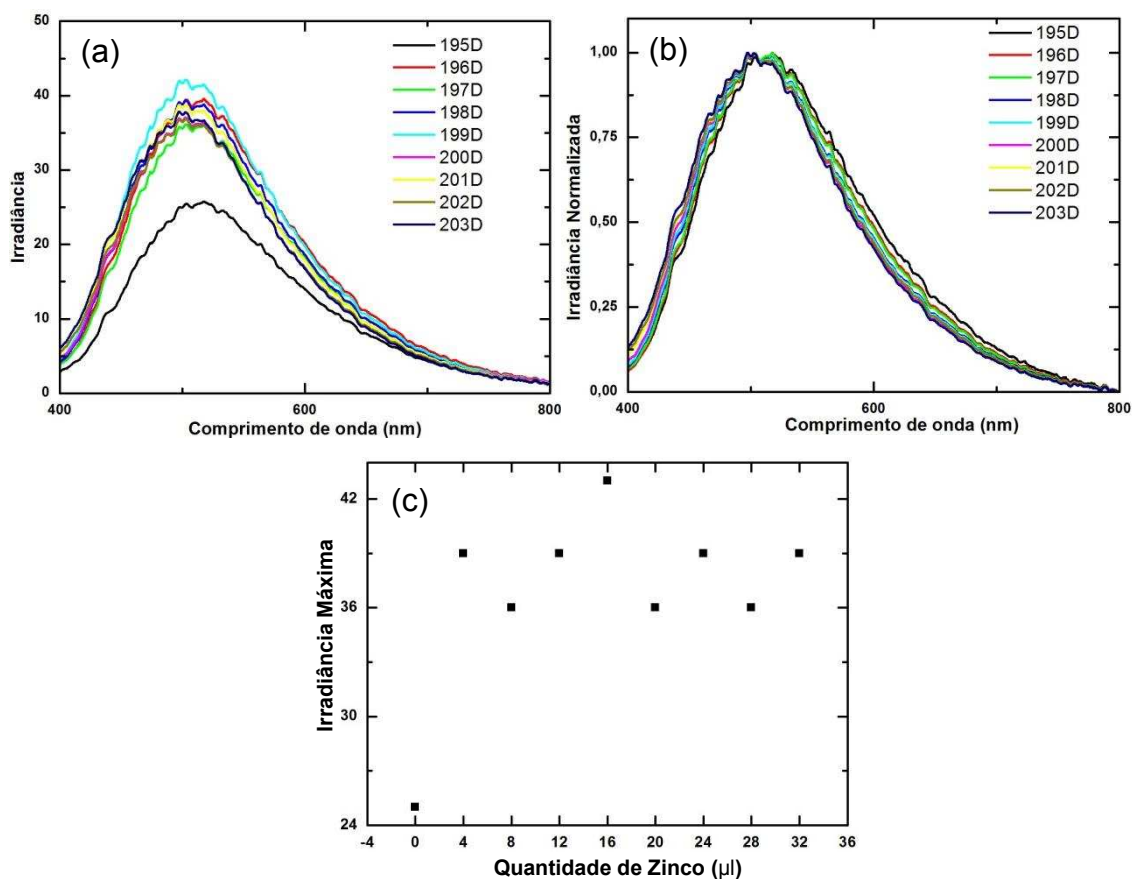 (a)
50
40
30
20
10
0
Irradiância
195D
196D
197D
198D
199D
200D
201D
202D
203D
400
600
800
Comprimento de onda (nm)
(b)
1,00
0,75
0,50
0,25
0,00
Irradiância Normalizada
195D
196D
197D
198D
199D
200D
201D
202D
203D
400
600
800
Comprimento de onda (nm)
(c)
42
36
30
24
Irradiância Máxima
-4 0 4 8 12 16 20 24 28 32 36
Quantidade de Zinco (µl)